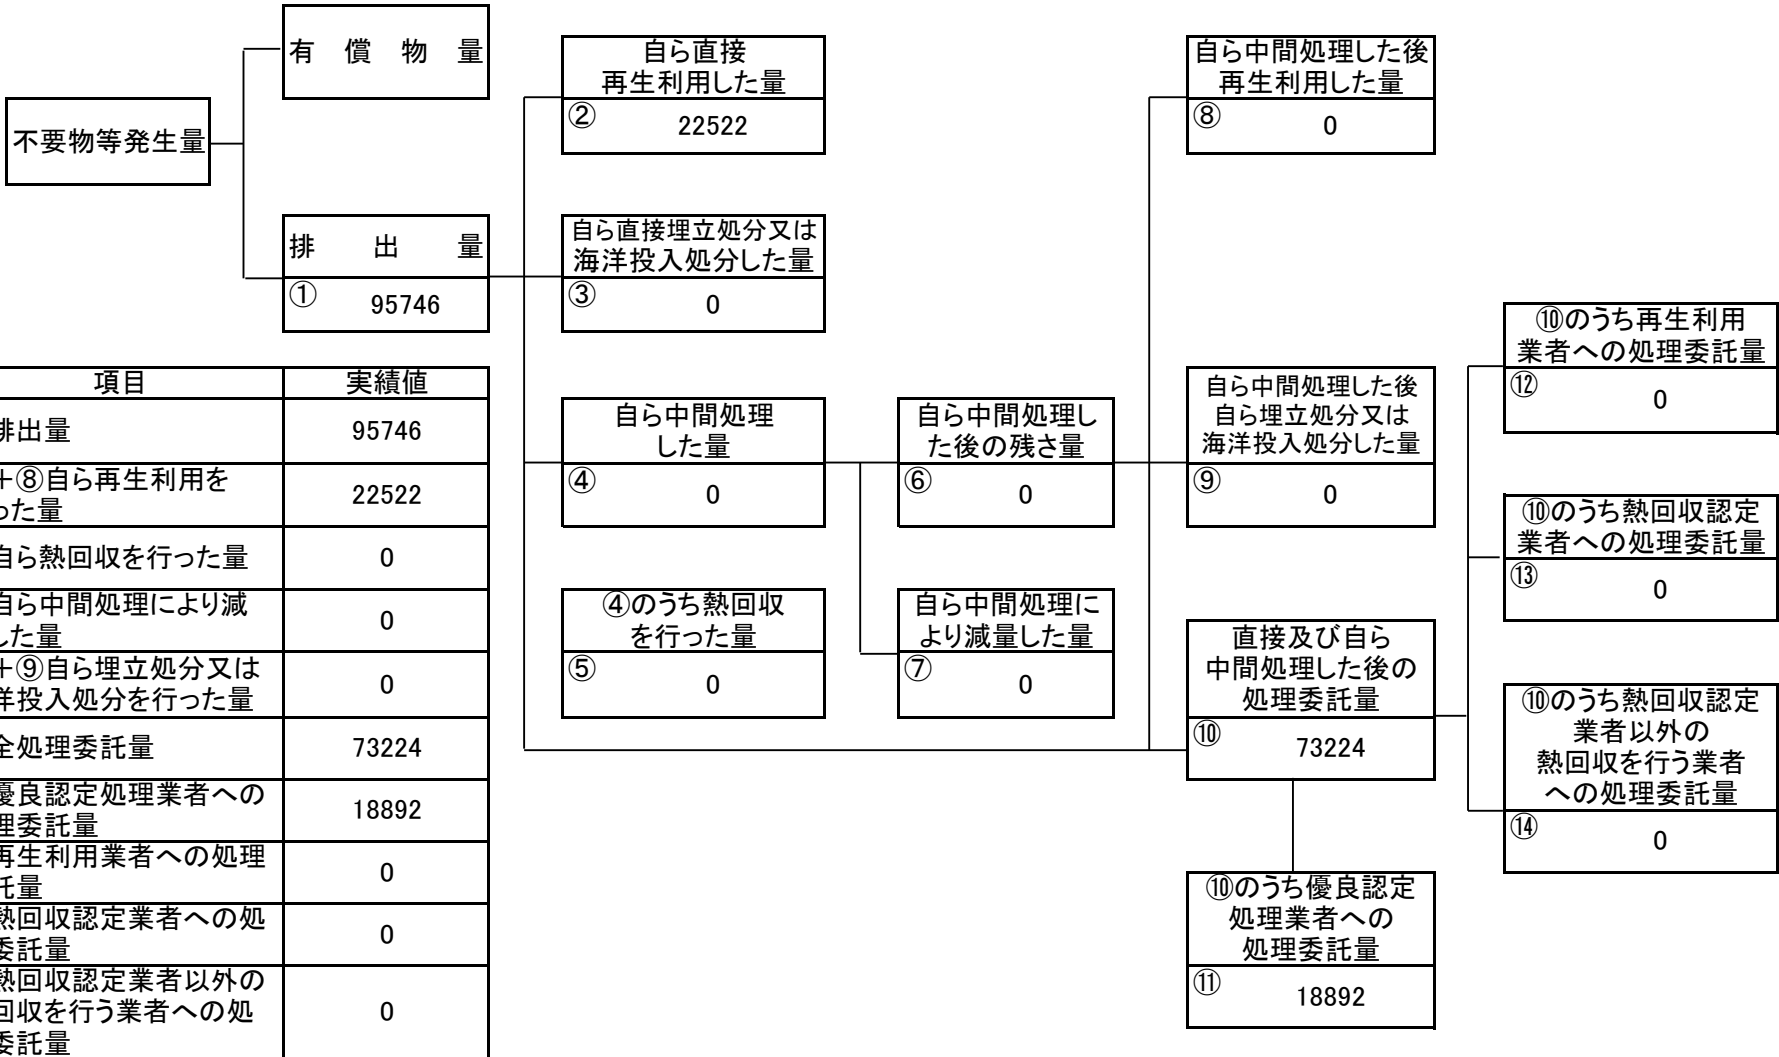 不要物等発生量
有償物量
排出量
①
95746
自ら直接
再生利用した量
②
22522
自ら直接埋立処分又は
海洋投入処分した量
③
0
自ら中間処理
した量
④
0
④のうち熱回収
を行った量
⑤
0
自ら中間処理し
た後の残さ量
⑥
0
自ら中間処理に
より減量した量
⑦
0
自ら中間処理した後
再生利用した量
⑧
0
自ら中間処理した後
自ら埋立処分又は
海洋投入処分した量
⑨
0
直接及び自ら
中間処理した後の
処理委託量
⑩
73224
⑩のうち優良認定
処理業者への
処理委託量
⑪
18892
⑩のうち再生利用
業者への処理委託量
⑫
0
⑩のうち熱回収認定
業者への処理委託量
⑬
0
⑩のうち熱回収認定
業者以外の
熱回収を行う業者
への処理委託量
⑭
0
項目 実績値
排出量 95746
+⑧自ら再生利用を
った量
22522
自ら熱回収を行った量 0
自ら中間処理により減
した量
0
+⑨自ら埋立処分又は
洋投入処分を行った量
0
全処理委託量 73224
優良認定処理業者への
理委託量
18892
再生利用業者への処理
託量
0
熱回収認定業者への処
委託量
0
熱回収認定業者以外の
回収を行う業者への処
委託量
0